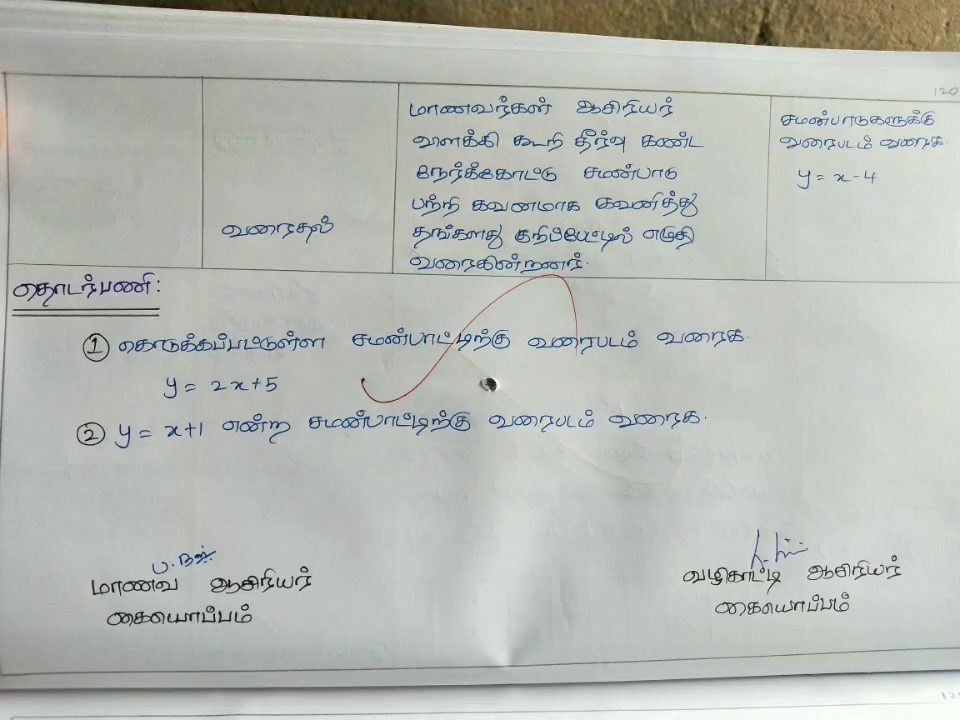 120
மாணவர்கள் ஆசிரியர்
விளக்கி கூறி தீர்வு கண்ட
நேர்க்கோட்டு சமன்பாடு
பற்றி கவனமாக கவனித்து
தங்களது குறிப்பேட்டில் எழுதி
வரைகின்றனர்.
வரைதல்
சமன்பாடுகளுக்கு
வரைபடம் வரைக.
y = x-4
தொடர்பணி:
1 கொடுக்கப்பட்டுள்ள சமன்பாட்டிற்கு வரைபடம் வரைக.
y = 2x+5
2 y = x+1 என்ற சமன்பாட்டிற்கு வரைபடம் வரைக.
மாணவ ஆசிரியர்
கையொப்பம்
வழிகாட்டி ஆசிரியர்
கையொப்பம்